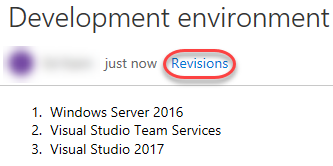 Development environment
just now Revisions
1. Windows Server 2016
2. Visual Studio Team Services
3. Visual Studio 2017